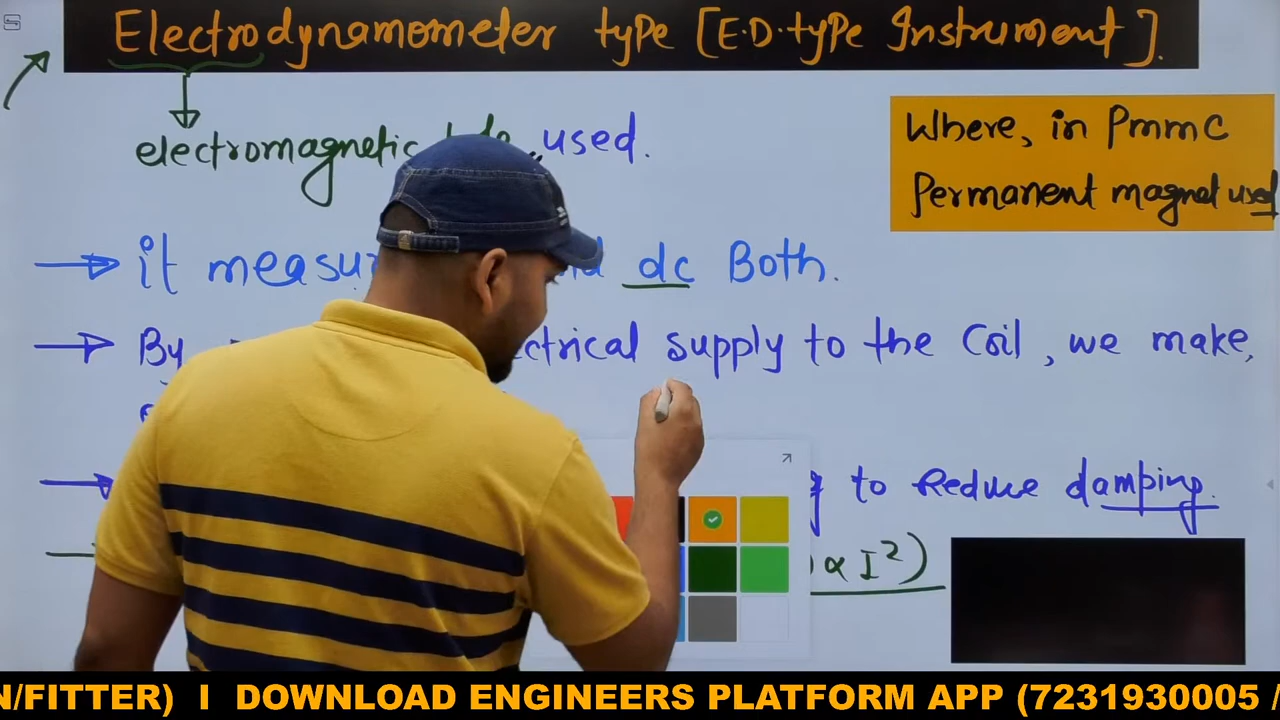 Electrodynamometer type [E.D.type Instrument].
electromagnetic used.
Where, in PmmC
Permanent magnet used
it measu dc Both.
By ctrical supply to the Coil, we make,
to Reduce damping.
∝ I²)
N/FITTER) I DOWNLOAD ENGINEERS PLATFORM APP (7231930005 /